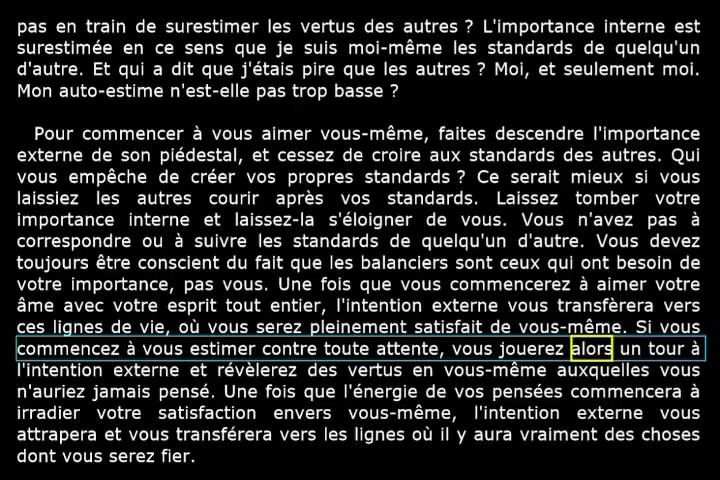 pas en train de surestimer les vertus des autres ? L'importance interne est
surestimée en ce sens que je suis moi-même les standards de quelqu'un
d'autre. Et qui a dit que j'étais pire que les autres ? Moi, et seulement moi.
Mon auto-estime n'est-elle pas trop basse ?
Pour commencer à vous aimer vous-même, faites descendre l'importance
externe de son piédestal, et cessez de croire aux standards des autres. Qui
vous empêche de créer vos propres standards ? Ce serait mieux si vous
laissiez les autres courir après vos standards. Laissez tomber votre
importance interne et laissez-la s'éloigner de vous. Vous n'avez pas à
correspondre ou à suivre les standards de quelqu'un d'autre. Vous devez
toujours être conscient du fait que les balanciers sont ceux qui ont besoin de
votre importance, pas vous. Une fois que vous commencerez à aimer votre
âme avec votre esprit tout entier, l'intention externe vous transfèrera vers
ces lignes de vie, où vous serez pleinement satisfait de vous-même. Si vous
commencez à vous estimer contre toute attente, vous jouerez alors un tour à
l'intention externe et révèlerez des vertus en vous-même auxquelles vous
n'auriez jamais pensé. Une fois que l'énergie de vos pensées commencera à
irradier votre satisfaction envers vous-même, l'intention externe vous
attrapera et vous transférera vers les lignes où il y aura vraiment des choses
dont vous serez fier.